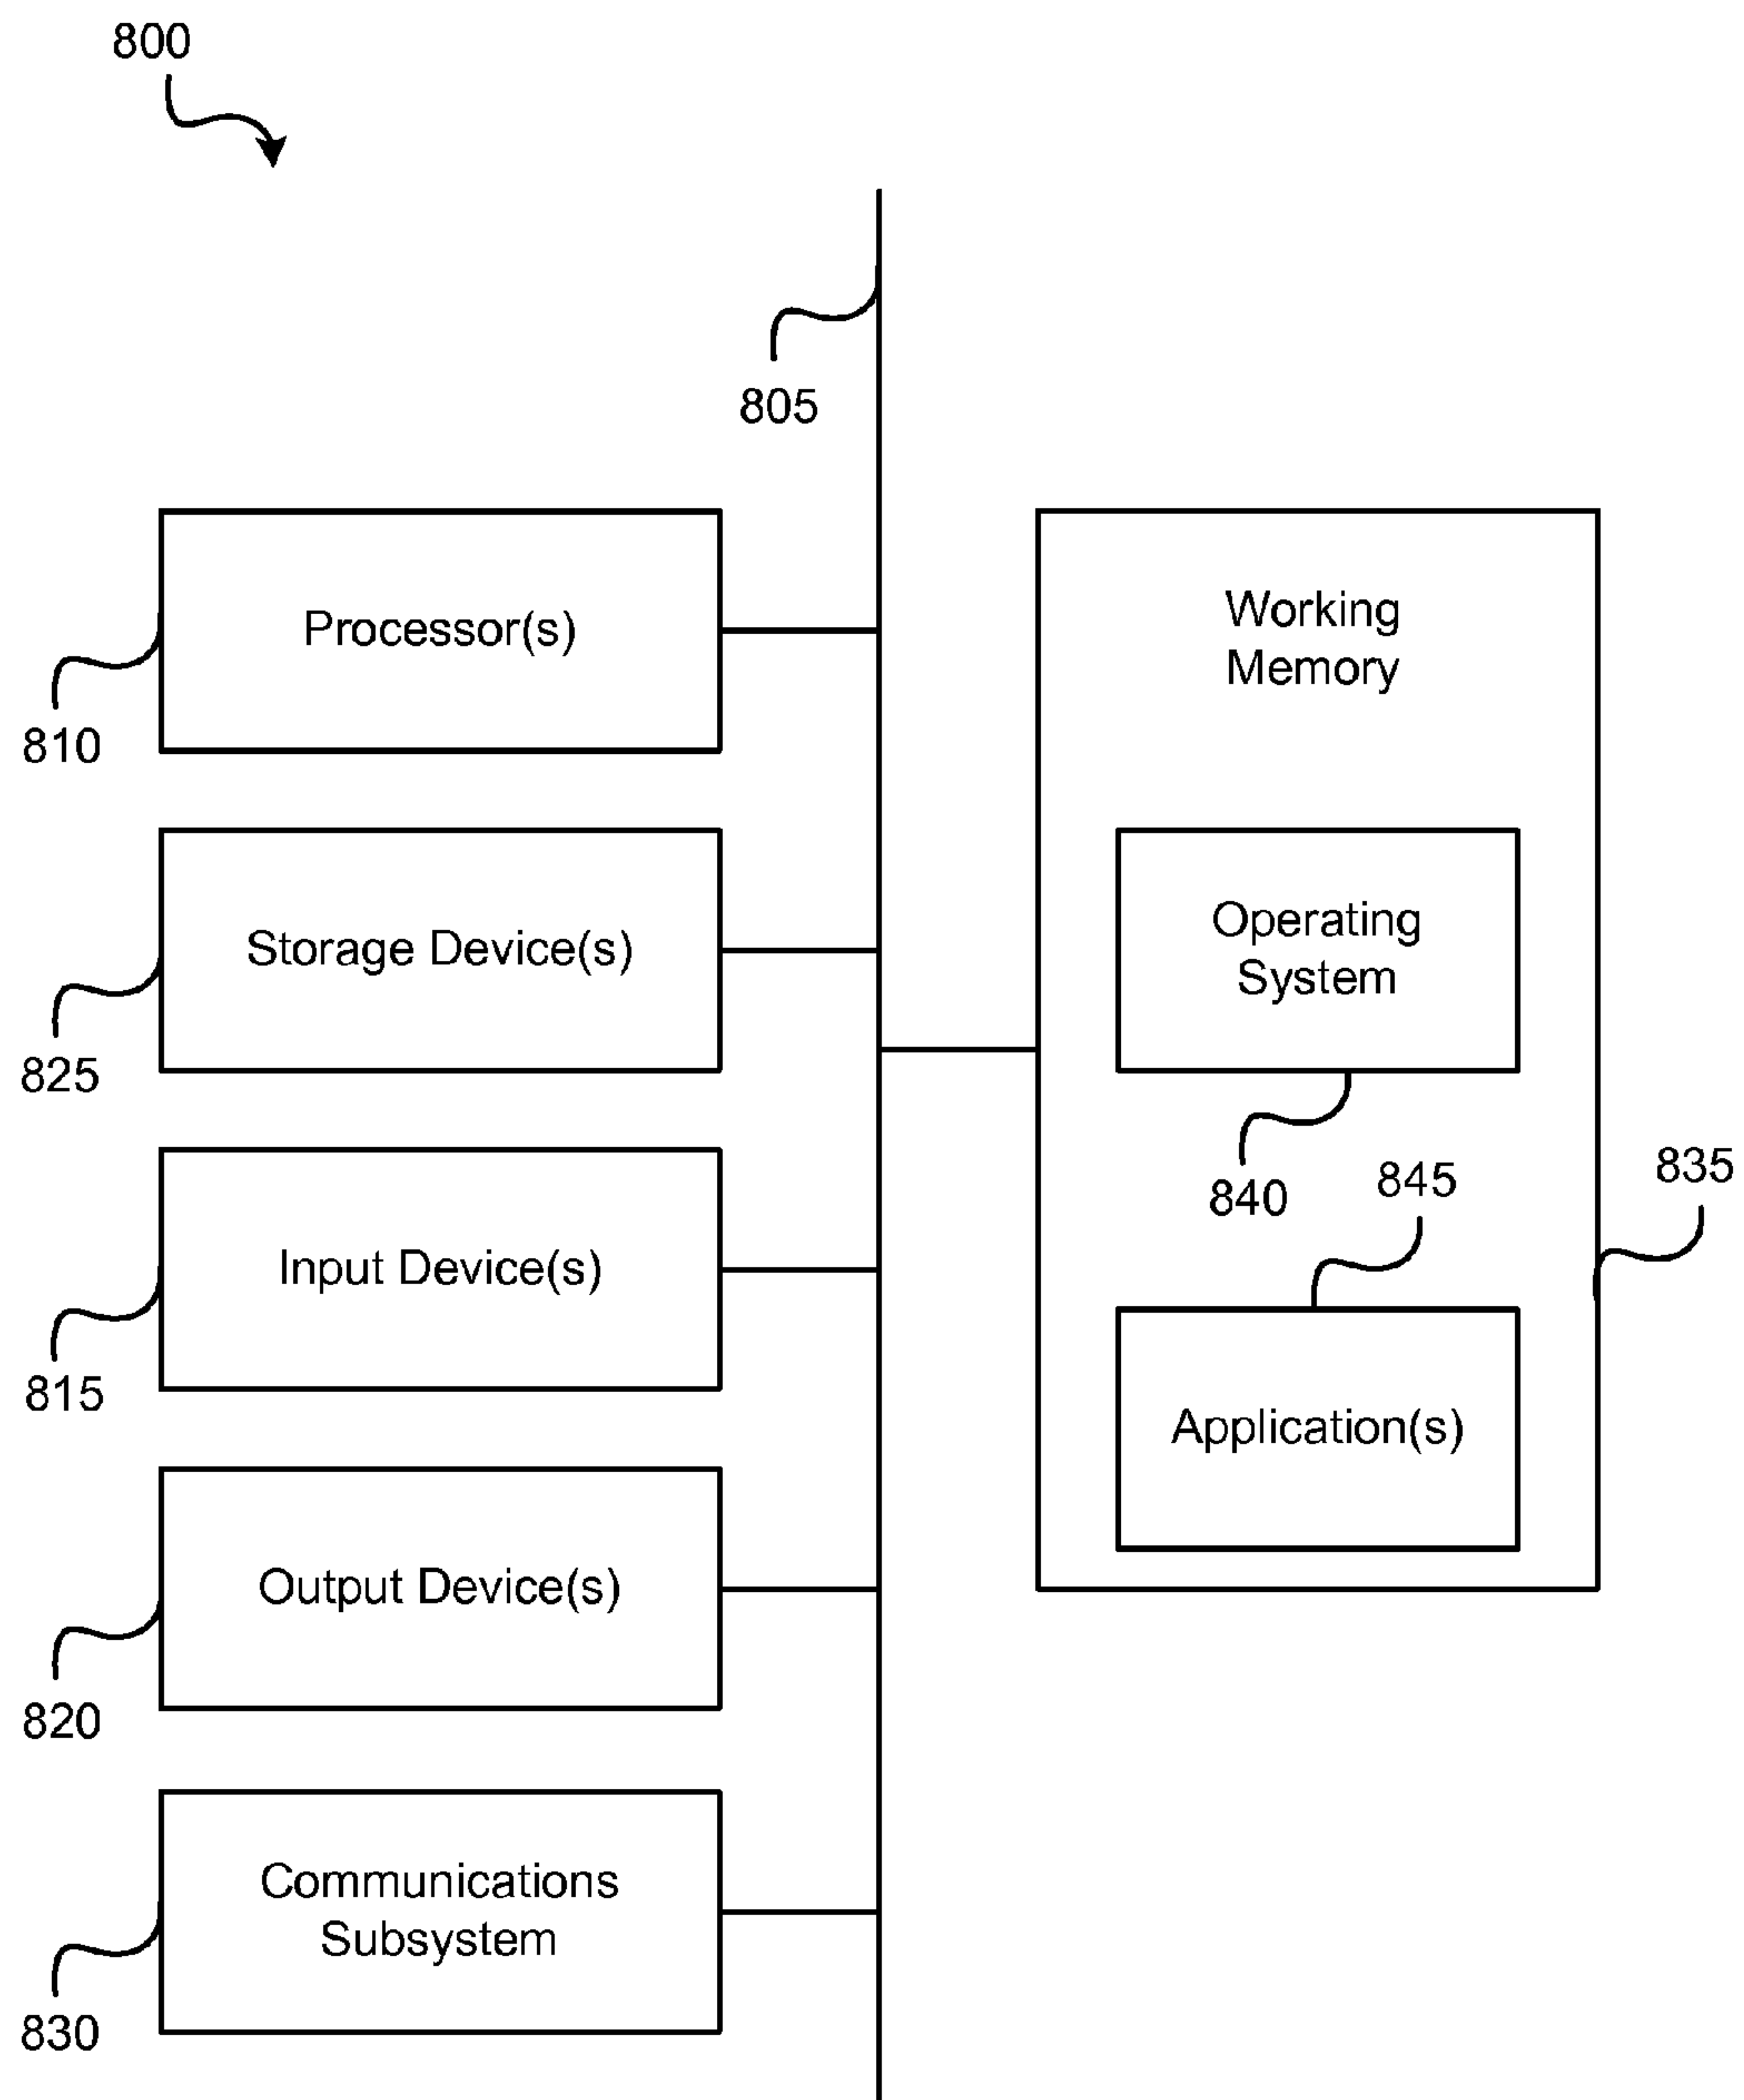 800
805
Processor(s)
810
Storage Device(s)
825
Input Device(s)
815
Output Device(s)
820
Communications
Subsystem
830
Working
Memory
Operating
System
840
845
835
Application(s)